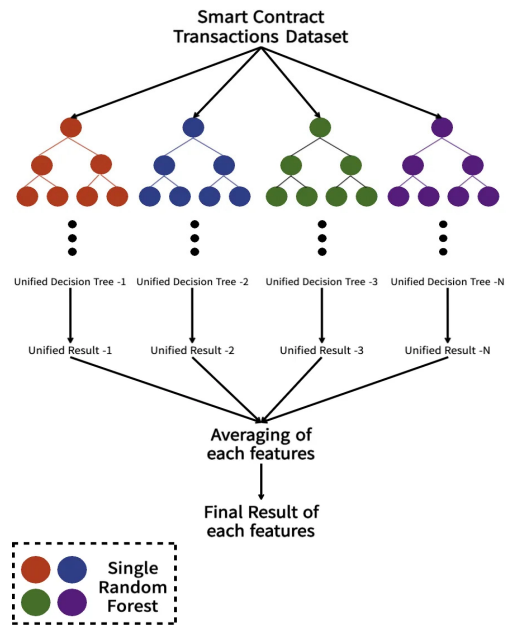 Smart Contract
Transactions Dataset
Unified Decision Tree -1
Unified Decision Tree -2
Unified Decision Tree -3
Unified Decision Tree -N
Unified Result -1
Unified Result -2
Unified Result -3
Unified Result -N
Averaging of
each features
Final Result of
each features
Single
Random
Forest